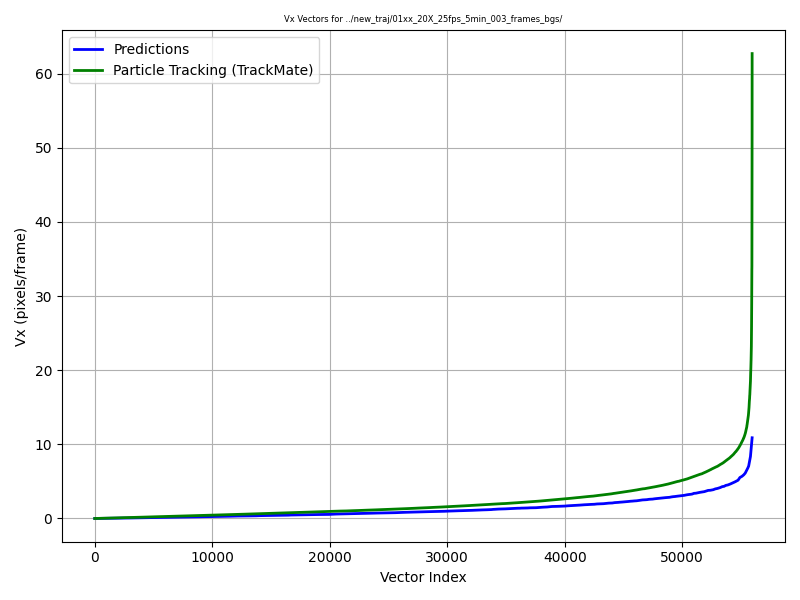 Vx Vectors for ../new_traj/01xx_20X_25fps_5min_003_frames_bgs/
Predictions
Particle Tracking (TrackMate)
Vx (pixels/frame)
60
50
40
30
20
10
0
0 10000 20000 30000 40000 50000
Vector Index